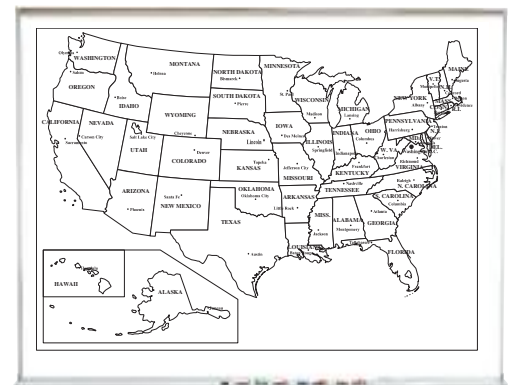 WASHINGTON
Olympia
MONTANA
Helena
NORTH DAKOTA
Bismarck
MINNESOTA
St. Paul
MAINE
Augusta
OREGON
Salem
IDAHO
Boise
SOUTH DAKOTA
Pierre
WISCONSIN
Madison
MICHIGAN
Lansing
V.T.
NEW YORK
Albany
WYOMING
Cheyenne
CALIFORNIA
Sacramento
NEVADA
Carson City
Salt Lake City
UTAH
COLORADO
Denver
NEBRASKA
Lincoln
IOWA
Des Moines
ILLINOIS
Springfield
INDIANA
Indianapolis
OHIO
Columbus
PENNSYLVANIA
Harrisburg
KANSAS
Topeka
MISSOURI
Jefferson City
KENTUCKY
Frankfort
W. VA.
VIRGINIA
Richmond
ARIZONA
Phoenix
NEW MEXICO
Santa Fe
OKLAHOMA
Oklahoma City
ARKANSAS
Little Rock
TENNESSEE
Nashville
N. CAROLINA
Raleigh
S. CAROLINA
Columbia
TEXAS
Austin
MISS.
Jackson
ALABAMA
Montgomery
GEORGIA
Atlanta
LOUISIANA
FLORIDA
HAWAII
ALASKA
Juneau